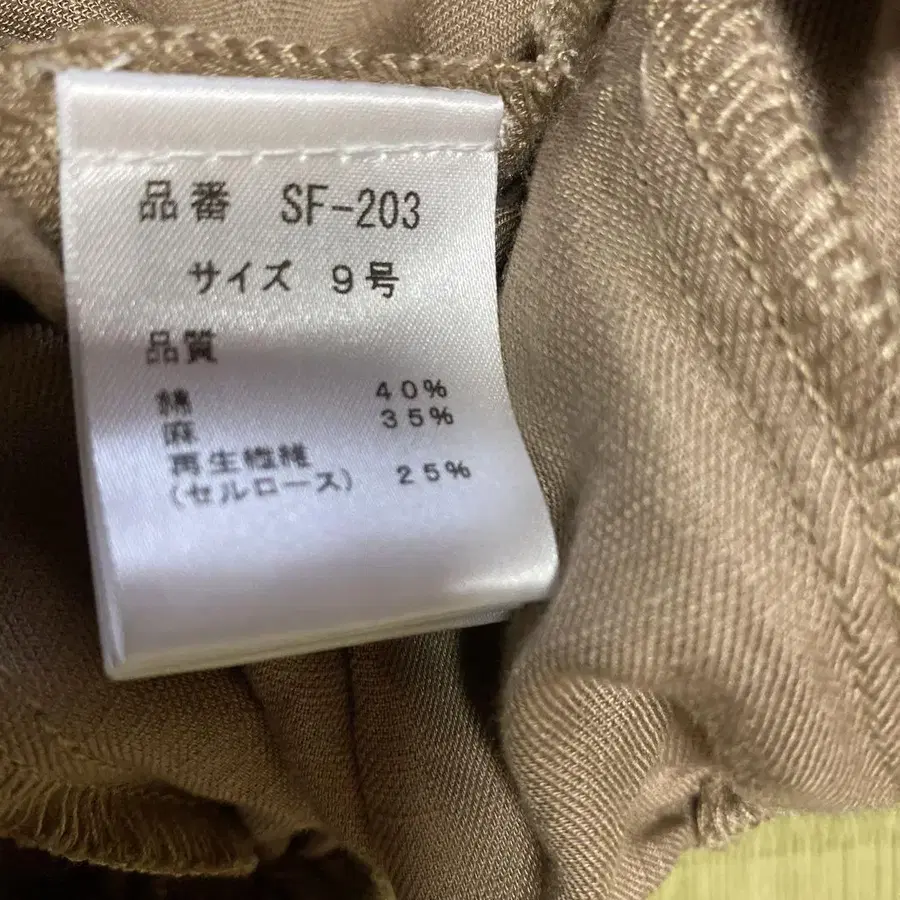 品番 SF-203
サイズ 9号
品質
綿 40%
麻 35%
再生繊維
(セルロース) 25%